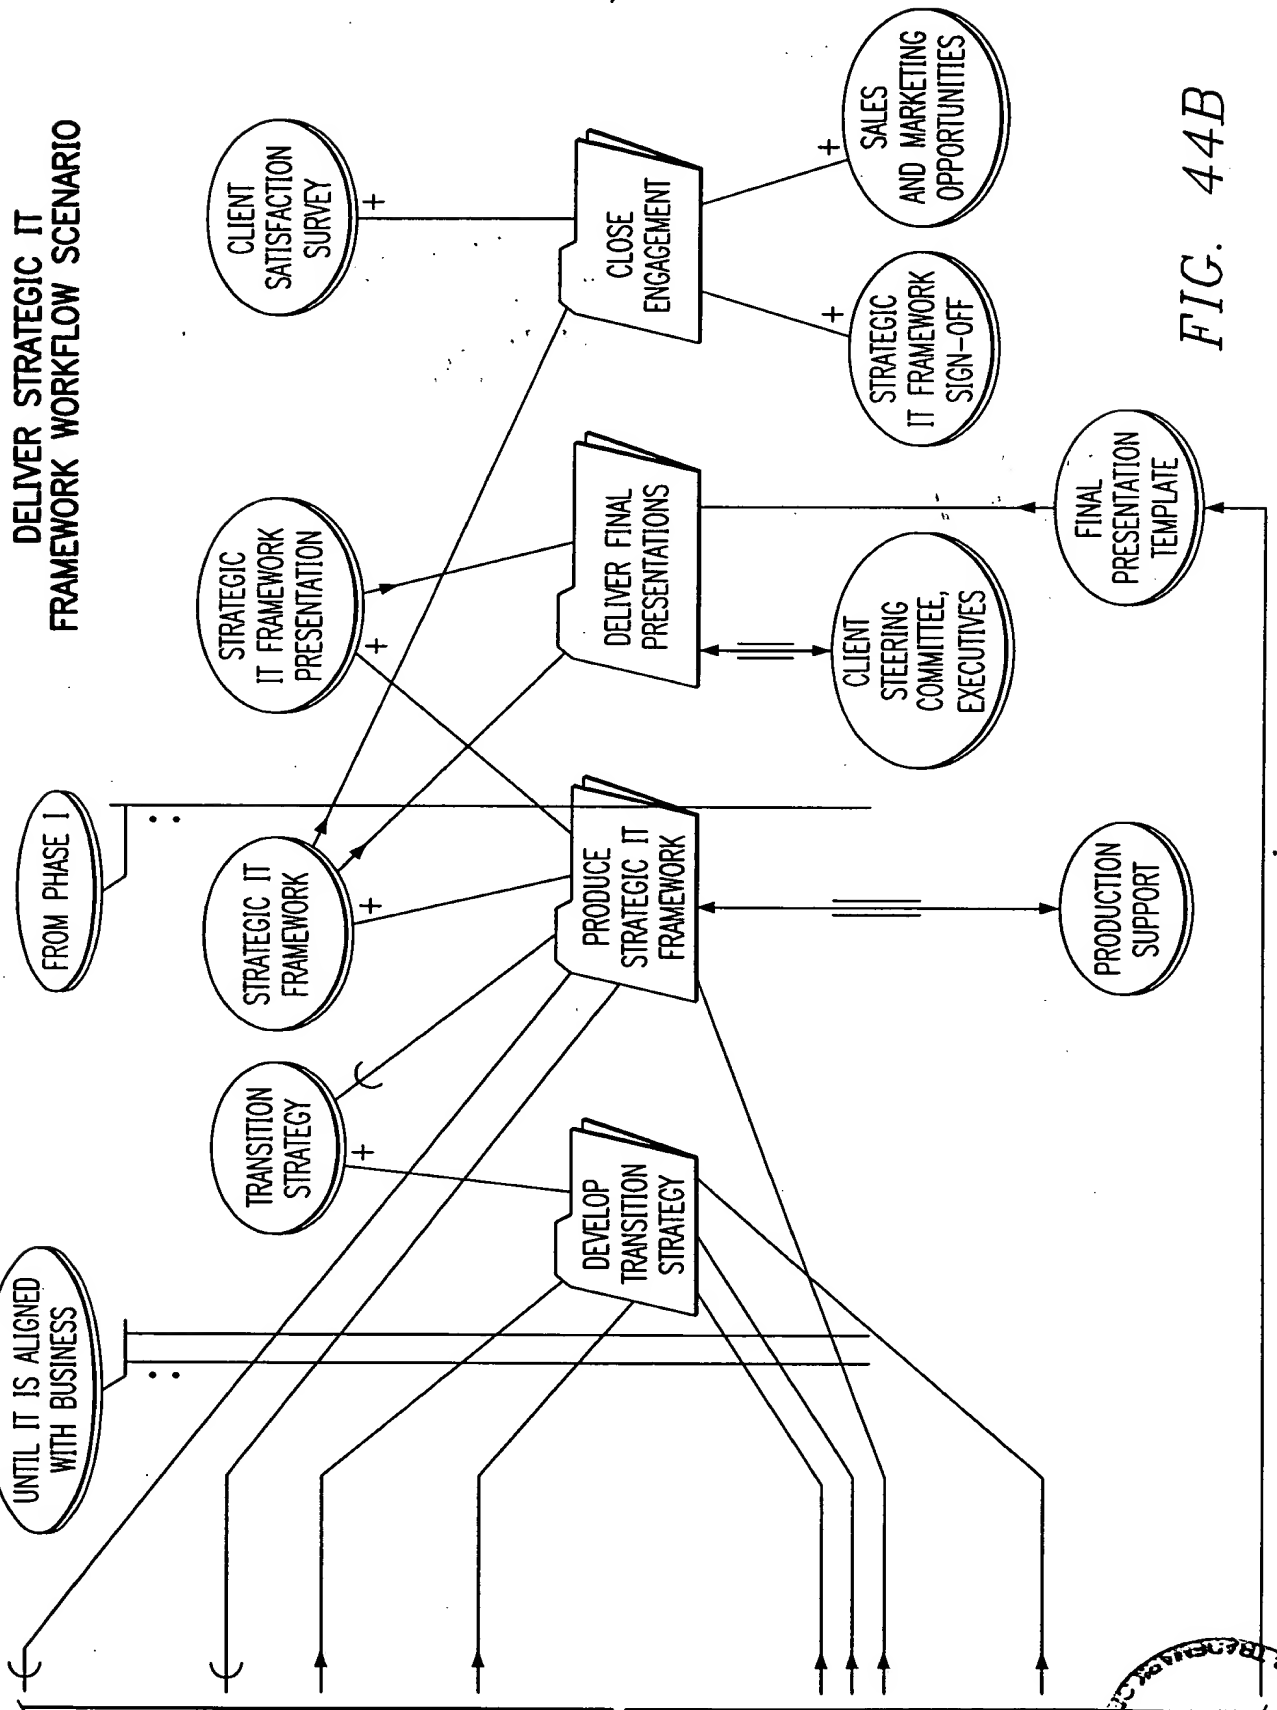 DELIVER STRATEGIC IT
FRAMEWORK WORKFLOW SCENARIO
UNTIL IT IS ALIGNED
WITH BUSINESS
FROM PHASE I
TRANSITION
STRATEGY
+
STRATEGIC IT
FRAMEWORK
+
STRATEGIC
IT FRAMEWORK
PRESENTATION
+
CLIENT
SATISFACTION
SURVEY
+
DEVELOP
TRANSITION
STRATEGY
PRODUCE
STRATEGIC IT
FRAMEWORK
DELIVER FINAL
PRESENTATIONS
CLOSE
ENGAGEMENT
PRODUCTION
SUPPORT
CLIENT
STEERING
COMMITTEE,
EXECUTIVES
FINAL
PRESENTATION
TEMPLATE
+
STRATEGIC
IT FRAMEWORK
SIGN-OFF
+
SALES
AND MARKETING
OPPORTUNITIES
FIG. 44B